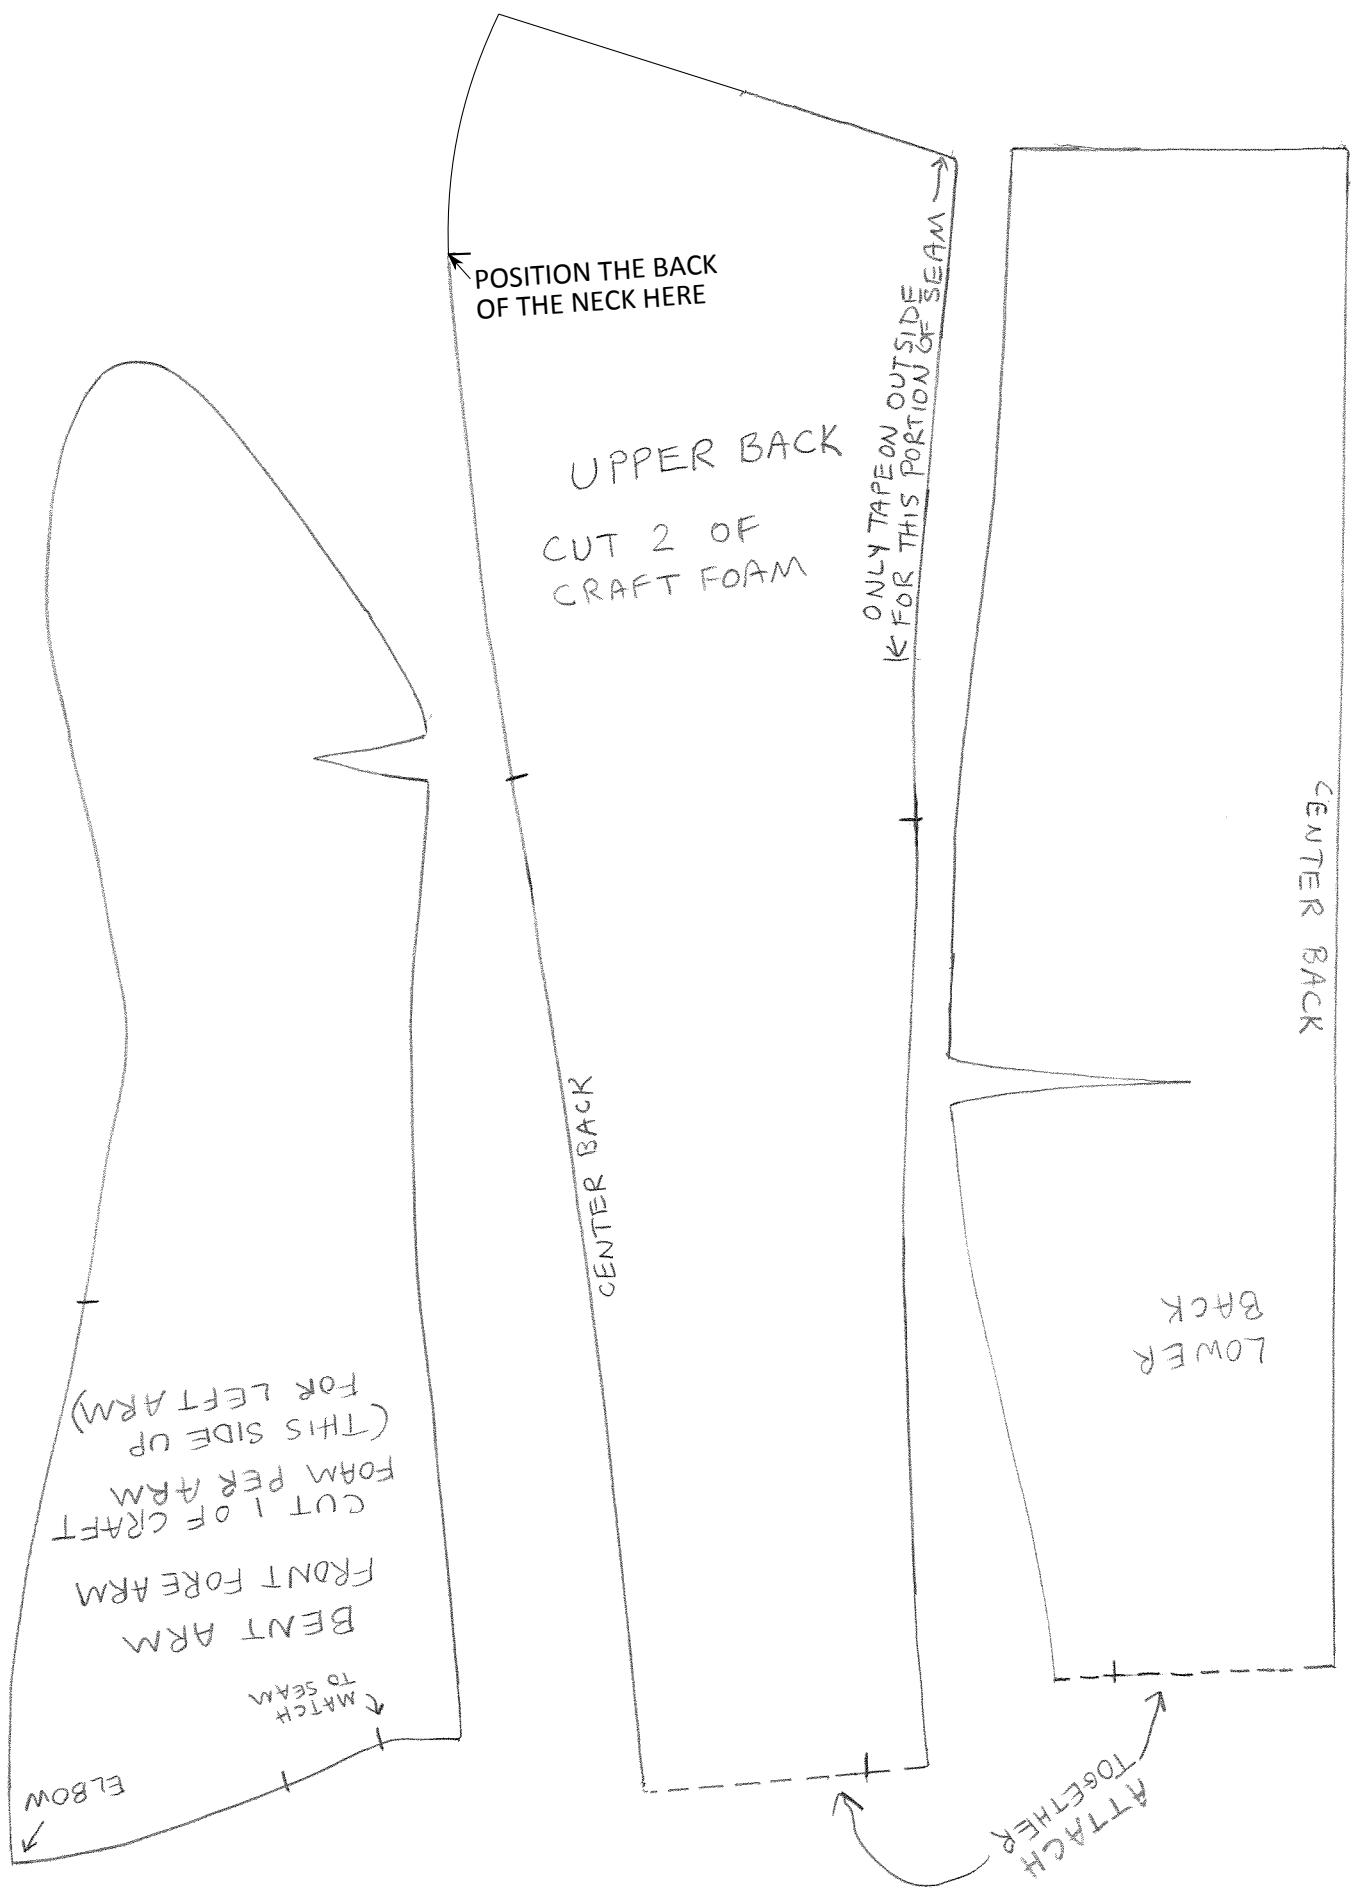 POSITION THE BACK
OF THE NECK HERE
UPPER BACK
CUT 2 OF
CRAFT FOAM
ONLY TAPE ON OUTSIDE
FOR THIS PORTION OF SEAM
CENTER BACK
CENTER BACK
LOWER
BACK
ATTACH
TOGETHER
ELBOW
MATCH
TO SEAM
BENT ARM
FRONT FOREARM
CUT 1 OF CRAFT
FOAM PER ARM
(THIS SIDE UP
FOR LEFT ARM)